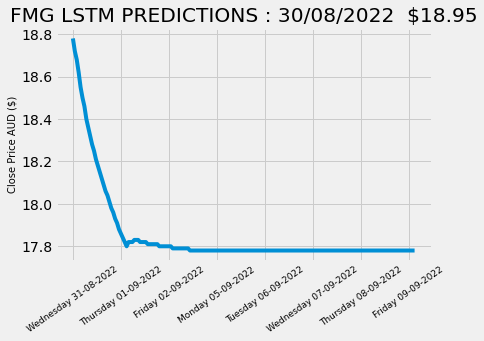 FMG LSTM PREDICTIONS : 30/08/2022 $18.95
18.8
18.6
18.4
18.2
18.0
17.8
Close Price AUD ($)
Wednesday 31-08-2022
Thursday 01-09-2022
Friday 02-09-2022
Monday 05-09-2022
Tuesday 06-09-2022
Wednesday 07-09-2022
Thursday 08-09-2022
Friday 09-09-2022